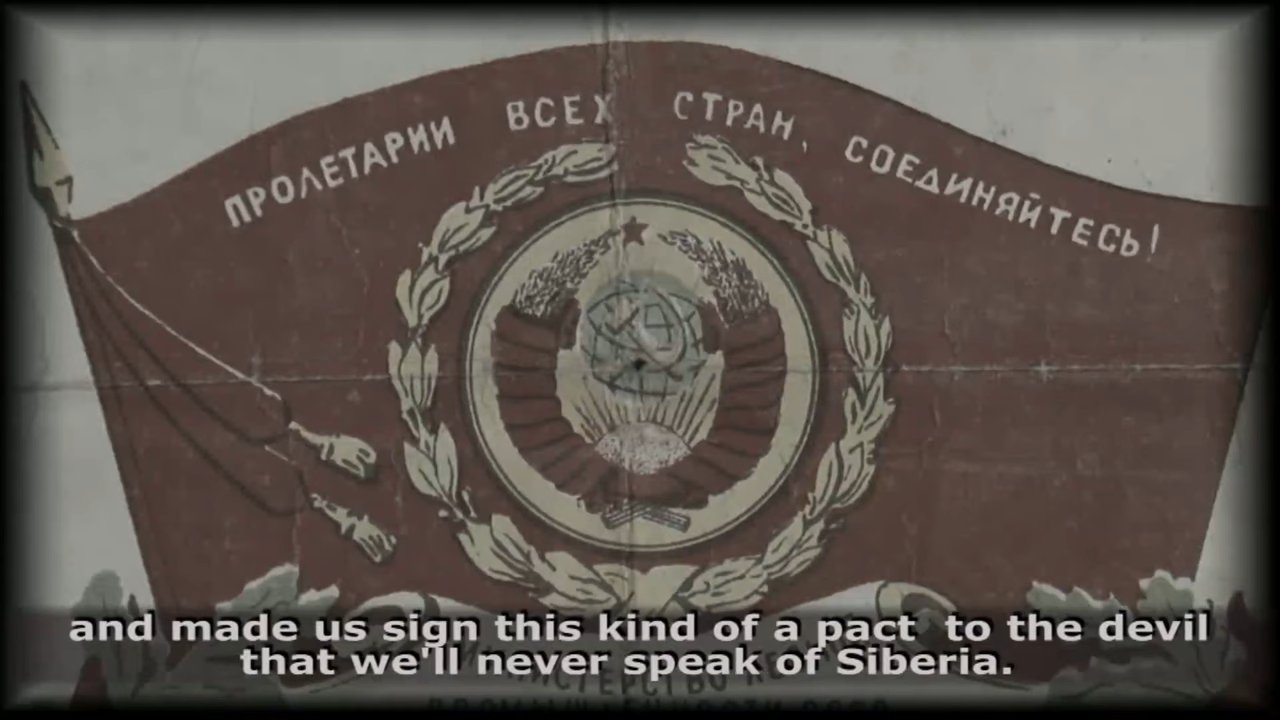 ПРОЛЕТАРИИ ВСЕХ СТРАН, СОЕДИНЯЙТЕСЬ!
and made us sign this kind of a pact to the devil
that we'll never speak of Siberia.